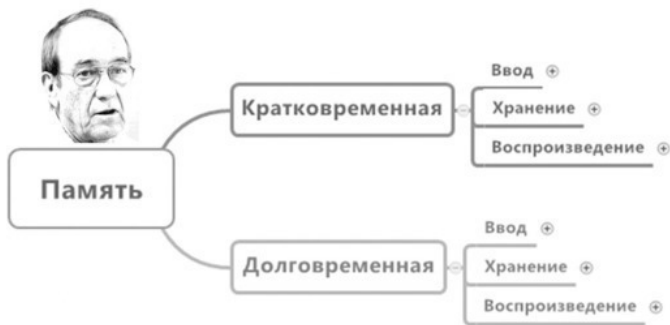 Память
Кратковременная
Ввод
Хранение
Воспроизведение
Долговременная
Ввод
Хранение
Воспроизведение